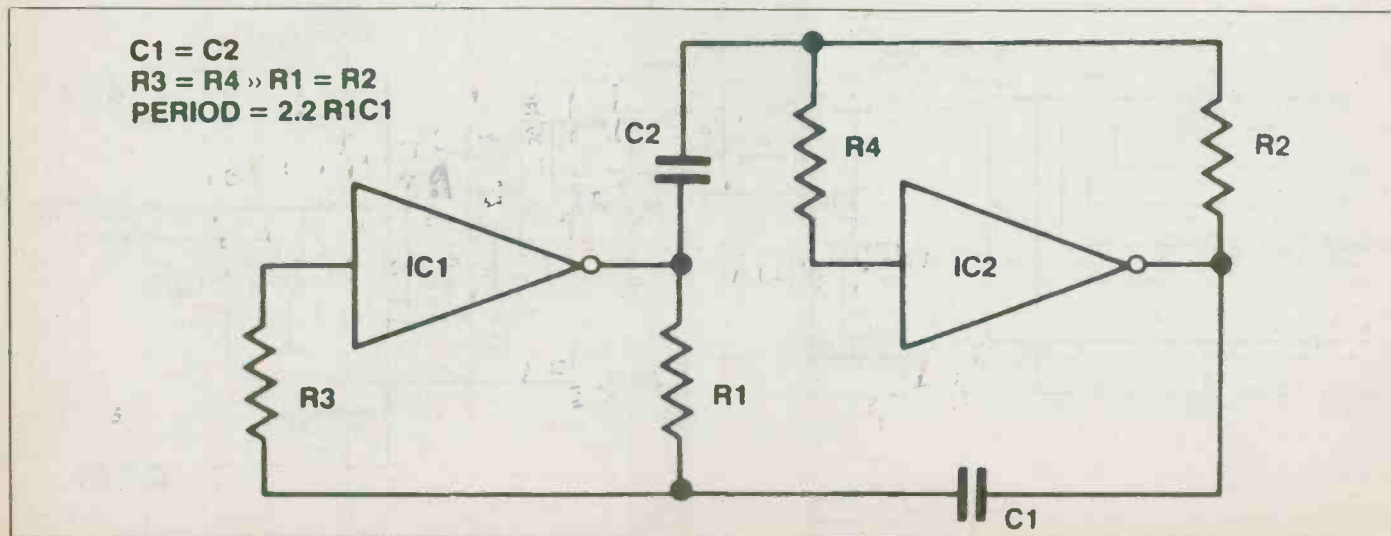 C1 = C2
R3 = R4 » R1 = R2
PERIOD = 2.2 R1C1
C2
R4
R2
IC1
IC2
R3
R1
C1